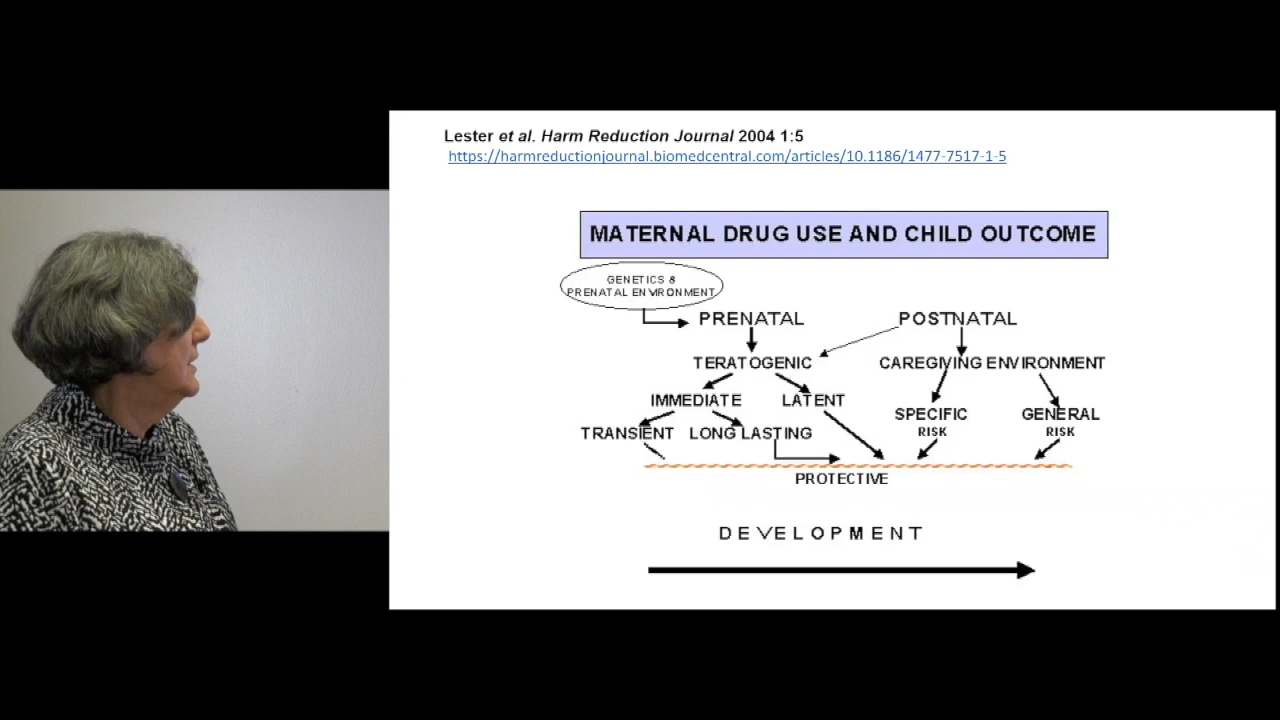 Lester et al. Harm Reduction Journal 2004 1:5
https://harmreductionjournal.biomedcentral.com/articles/10.1186/1477-7517-1-5
MATERNAL DRUG USE AND CHILD OUTCOME
GENETICS &
PRENATAL ENVIRONMENT
PRENATAL
POSTNATAL
TERATOGENIC
CAREGIVING ENVIRONMENT
IMMEDIATE
LATENT
SPECIFIC
RISK
GENERAL
RISK
TRANSIENT
LONG LASTING
PROTECTIVE
DEVELOPMENT